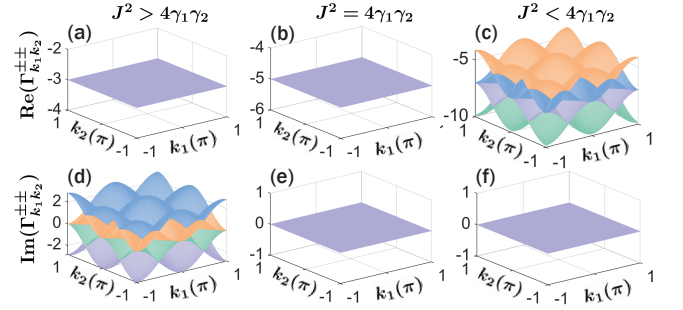 J² > 4γ₁γ₂ J² = 4γ₁γ₂ J² < 4γ₁γ₂
(a) (b) (c)
Re(Γ^{±±}_{k₁k₂})
-2 -3 -4
-4 -5 -6
-5 -10
k₂(π) 1 -1 -1 k₁(π) 1
k₂(π) 1 -1 -1 k₁(π) 1
k₂(π) 1 -1 -1 k₁(π) 1
(d) (e) (f)
Im(Γ^{±±}_{k₁k₂})
2 0 -2
1 0 -1
1 0 -1
k₂(π) 1 -1 -1 k₁(π) 1
k₂(π) 1 -1 -1 k₁(π) 1
k₂(π) 1 -1 -1 k₁(π) 1